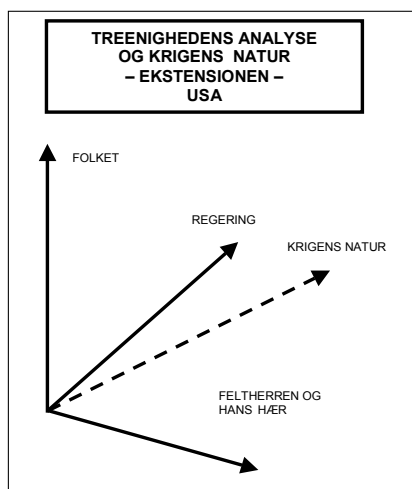 TREENIGHEDENS ANALYSE
OG KRIGENS NATUR
– EKSTENSIONEN –
USA
FOLKET
REGERING
KRIGENS NATUR
FELTHERREN OG
HANS HÆR